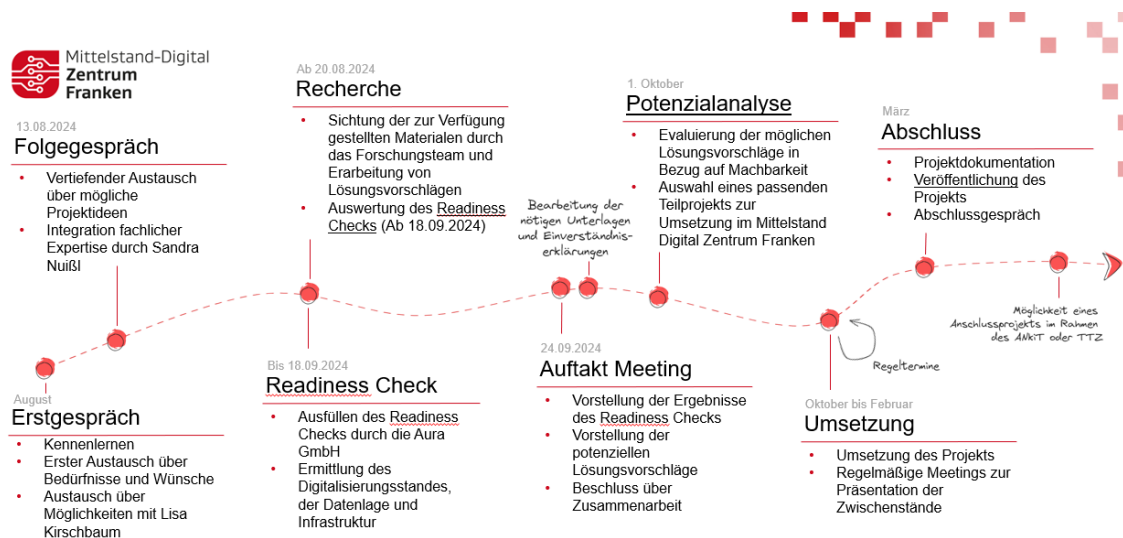 Mittelstand-Digital
Zentrum
Franken
13.08.2024
Folgegespräch
• Vertiefender Austausch
über mögliche
Projektideen
• Integration fachlicher
Expertise durch Sandra
Nuißl
Ab 20.08.2024
Recherche
• Sichtung der zur Verfügung
gestellten Materialen durch
das Forschungsteam und
Erarbeitung von
Lösungsvorschlägen
• Auswertung des Readiness
Checks (Ab 18.09.2024)
Bearbeitung der
nötigen Unterlagen
und Einverständnis-
erklärungen
1. Oktober
Potenzialanalyse
• Evaluierung der möglichen
Lösungsvorschläge in
Bezug auf Machbarkeit
• Auswahl eines passenden
Teilprojekts zur
Umsetzung im Mittelstand
Digital Zentrum Franken
März
Abschluss
• Projektdokumentation
• Veröffentlichung des
Projekts
• Abschlussgespräch
August
Erstgespräch
• Kennenlernen
• Erster Austausch über
Bedürfnisse und Wünsche
• Austausch über
Möglichkeiten mit Lisa
Kirschbaum
Bis 18.09.2024
Readiness Check
• Ausfüllen des Readiness
Checks durch die Aura
GmbH
• Ermittlung des
Digitalisierungsstandes,
der Datenlage und
Infrastruktur
24.09.2024
Auftakt Meeting
• Vorstellung der Ergebnisse
des Readiness Checks
• Vorstellung der
potenziellen
Lösungsvorschläge
• Beschluss über
Zusammenarbeit
Oktober bis Februar
Umsetzung
• Umsetzung des Projekts
• Regelmäßige Meetings zur
Präsentation der
Zwischenstände
Regeltermine
Möglichkeit eines
Anschlussprojekts im Rahmen
des ANKiT oder TTZ